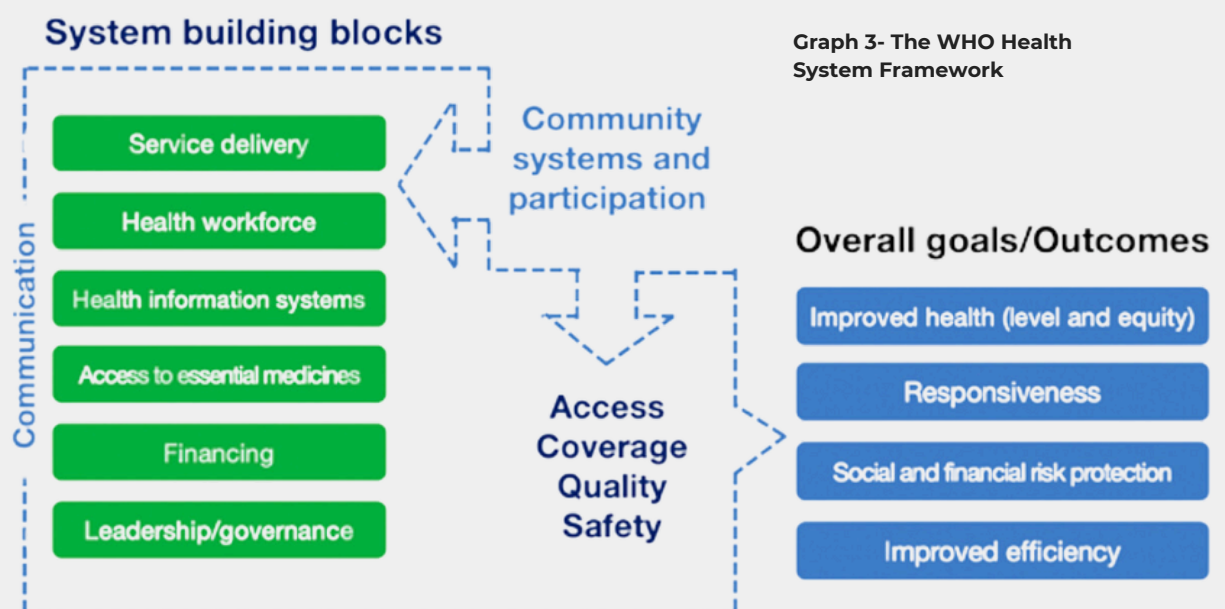 System building blocks
Graph 3- The WHO Health
System Framework
Communication
Service delivery
Health workforce
Health information systems
Access to essential medicines
Financing
Leadership/governance
Community
systems and
participation
Access
Coverage
Quality
Safety
Overall goals/Outcomes
Improved health (level and equity)
Responsiveness
Social and financial risk protection
Improved efficiency